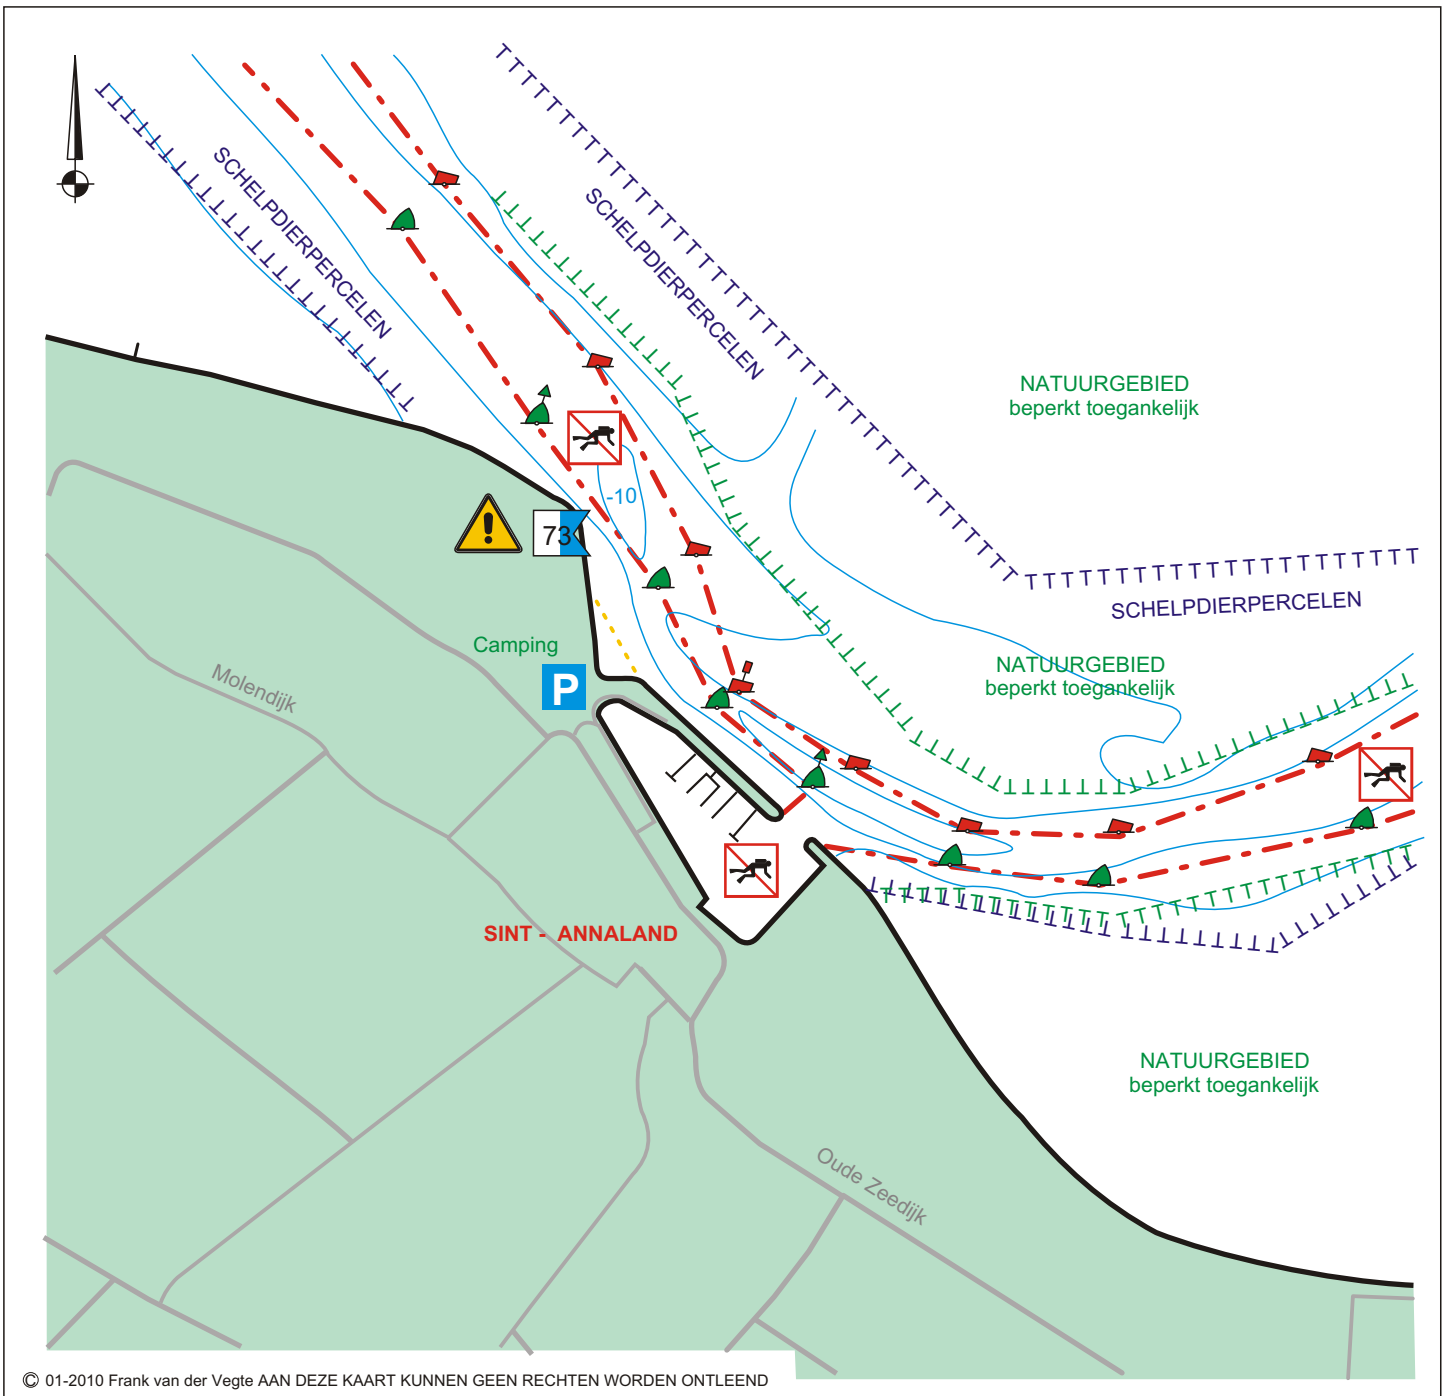 SCHELPDIERPERCELEN
SCHELPDIERPERCELEN
NATUURGEBIED
beperkt toegankelijk
-10
73
SCHELPDIERPERCELEN
Camping
P
Molendijk
NATUURGEBIED
beperkt toegankelijk
SINT - ANNALAND
NATUURGEBIED
beperkt toegankelijk
Oude Zeedijk
© 01-2010 Frank van der Vegte AAN DEZE KAART KUNNEN GEEN RECHTEN WORDEN ONTLEEND